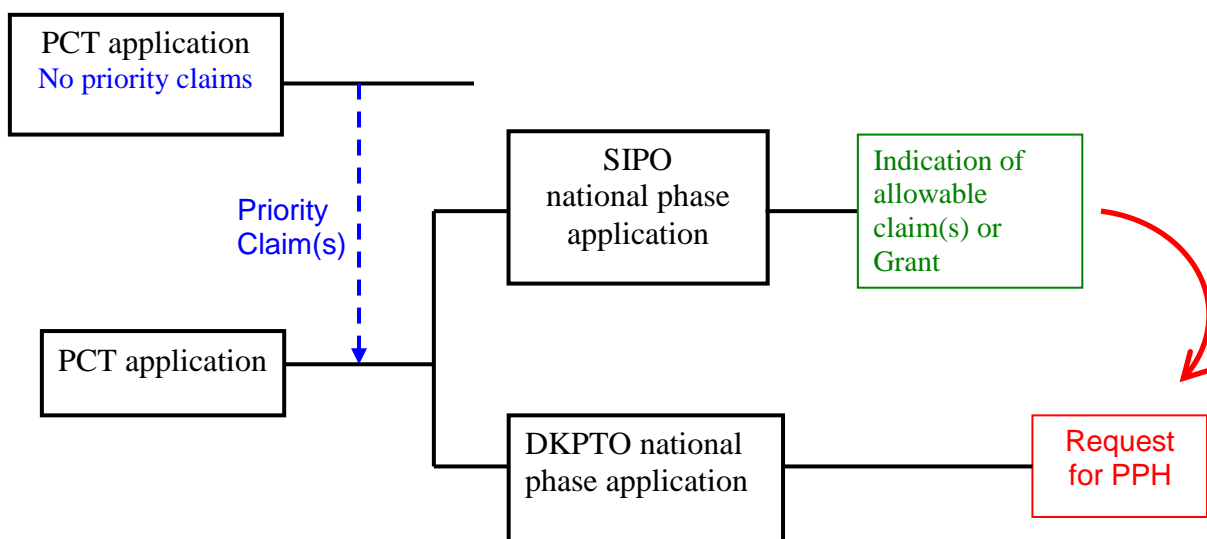 PCT application
No priority claims
SIPO
national phase
application
Indication of
allowable
claim(s) or
Grant
Priority
Claim(s)
PCT application
DKPTO national
phase application
Request
for PPH